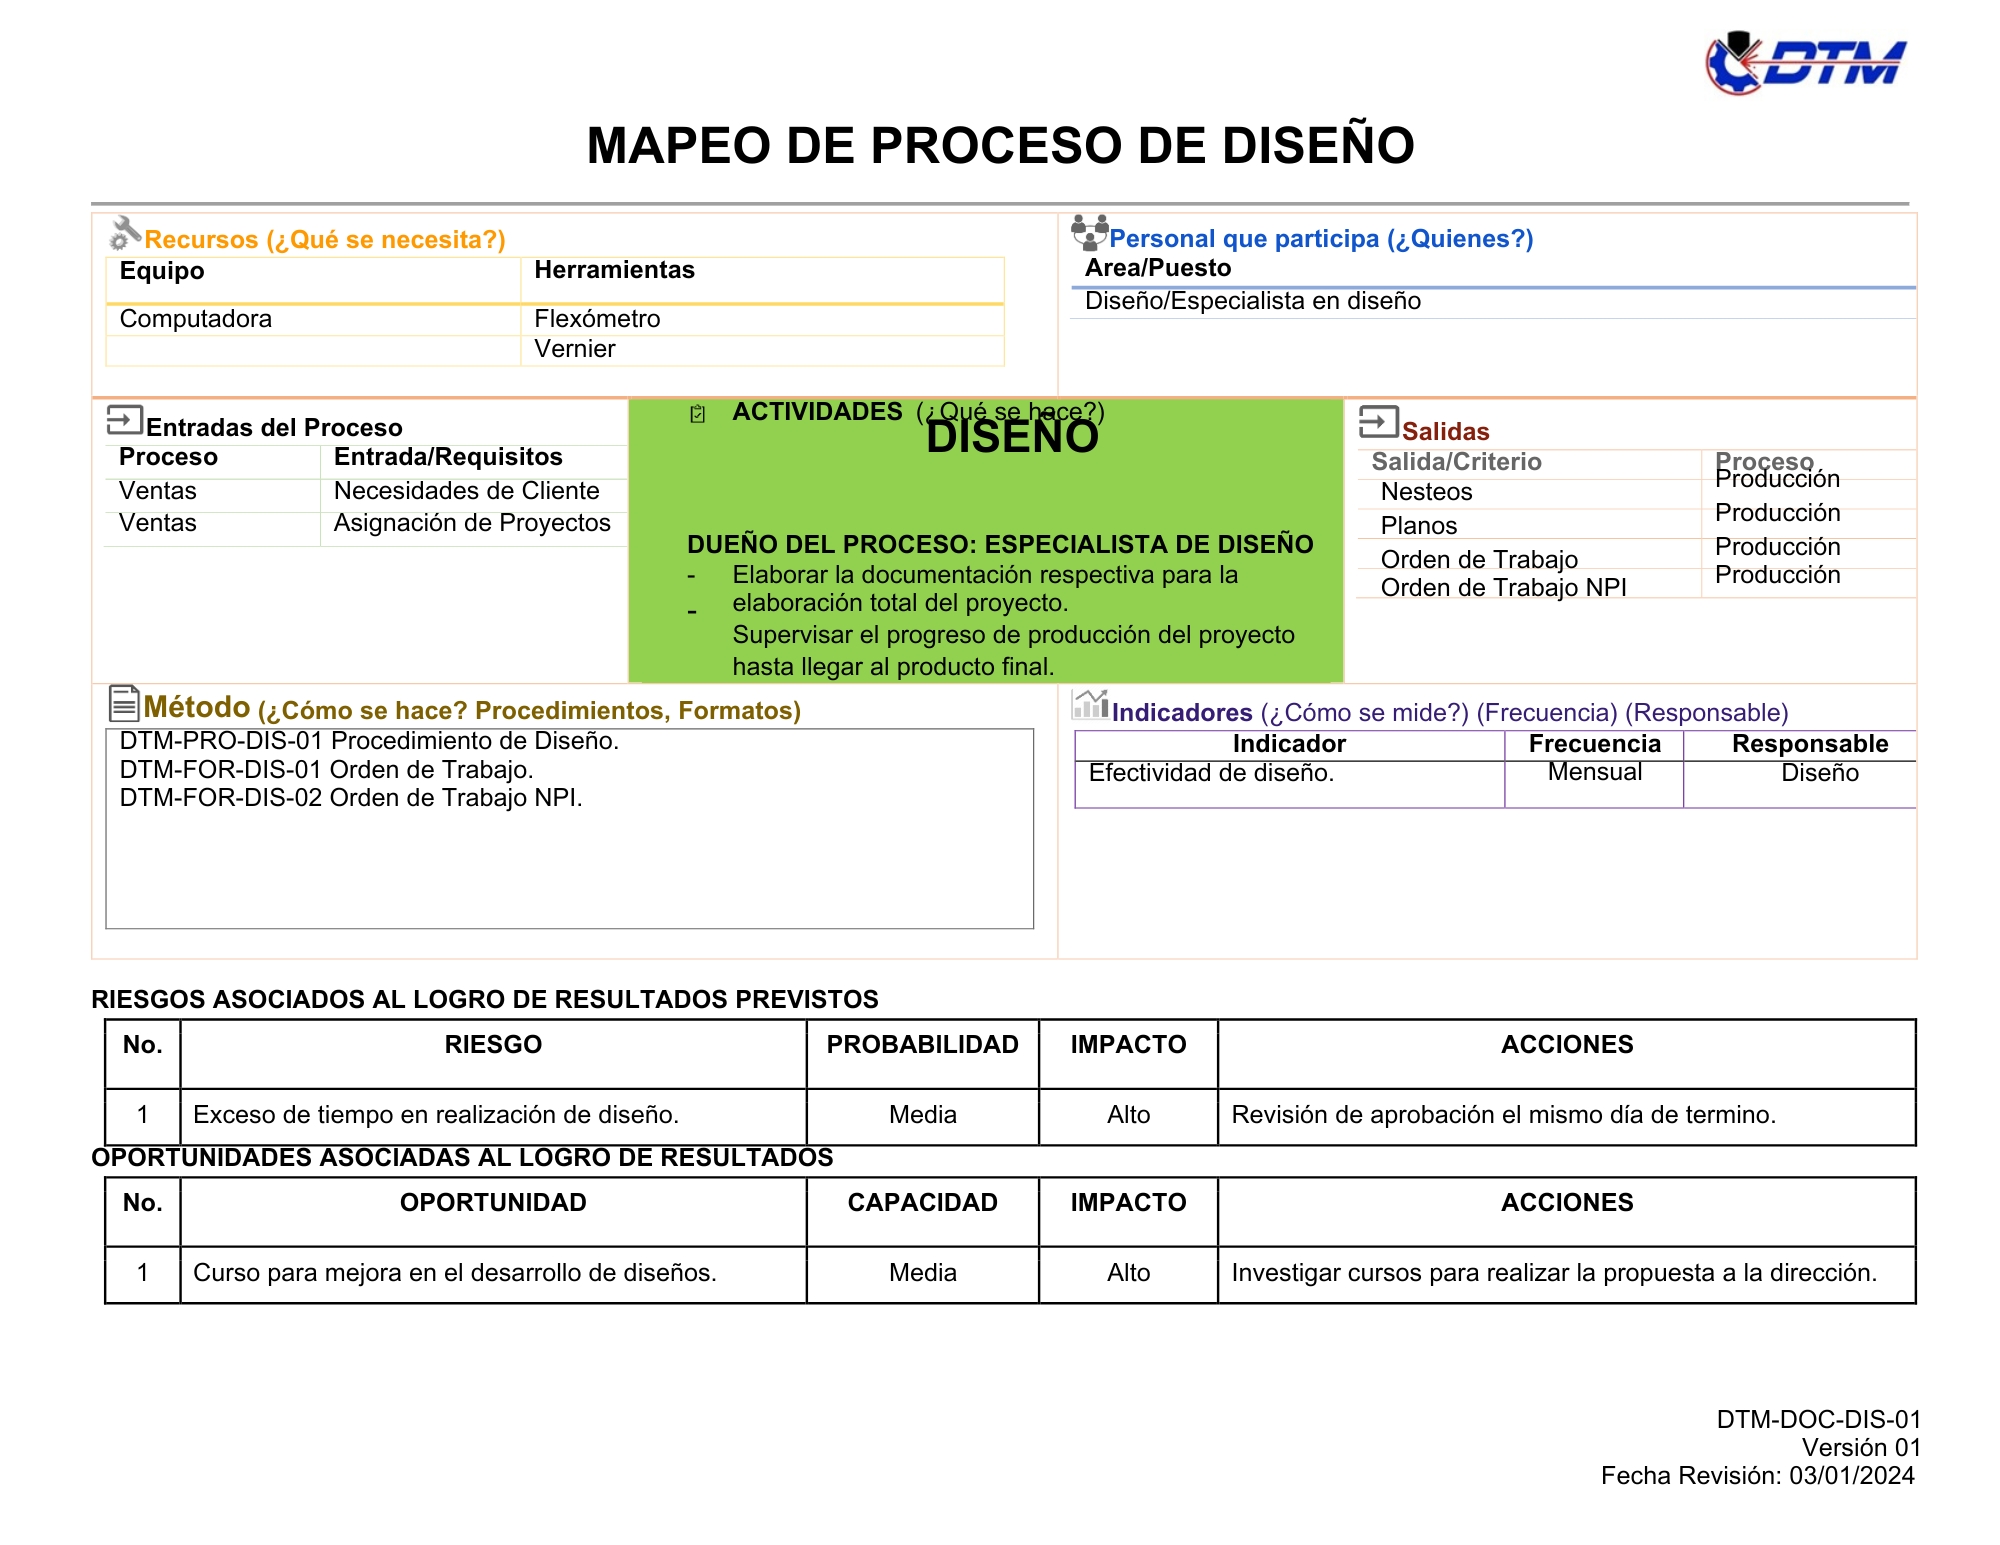 DTM
MAPEO DE PROCESO DE DISEÑO
Recursos (¿Qué se necesita?)
Equipo Herramientas
Computadora Flexómetro
Vernier
Personal que participa (¿Quienes?)
Area/Puesto
Diseño/Especialista en diseño
Entradas del Proceso
Proceso Entrada/Requisitos
Ventas Necesidades de Cliente
Ventas Asignación de Proyectos
ACTIVIDADES (¿Qué se hace?)
DISEÑO
DUEÑO DEL PROCESO: ESPECIALISTA DE DISEÑO
- Elaborar la documentación respectiva para la
elaboración total del proyecto.
-
Supervisar el progreso de producción del proyecto
hasta llegar al producto final.
Salidas
Salida/Criterio Proceso
Nesteos Producción
Planos Producción
Orden de Trabajo Producción
Orden de Trabajo NPI Producción
Método (¿Cómo se hace? Procedimientos, Formatos)
DTM-PRO-DIS-01 Procedimiento de Diseño.
DTM-FOR-DIS-01 Orden de Trabajo.
DTM-FOR-DIS-02 Orden de Trabajo NPI.
Indicadores (¿Cómo se mide?) (Frecuencia) (Responsable)
Indicador Frecuencia Responsable
Efectividad de diseño. Mensual Diseño
RIESGOS ASOCIADOS AL LOGRO DE RESULTADOS PREVISTOS
No. RIESGO PROBABILIDAD IMPACTO ACCIONES
1 Exceso de tiempo en realización de diseño. Media Alto Revisión de aprobación el mismo día de termino.
OPORTUNIDADES ASOCIADAS AL LOGRO DE RESULTADOS
No. OPORTUNIDAD CAPACIDAD IMPACTO ACCIONES
1 Curso para mejora en el desarrollo de diseños. Media Alto Investigar cursos para realizar la propuesta a la dirección.
DTM-DOC-DIS-01
Versión 01
Fecha Revisión: 03/01/2024